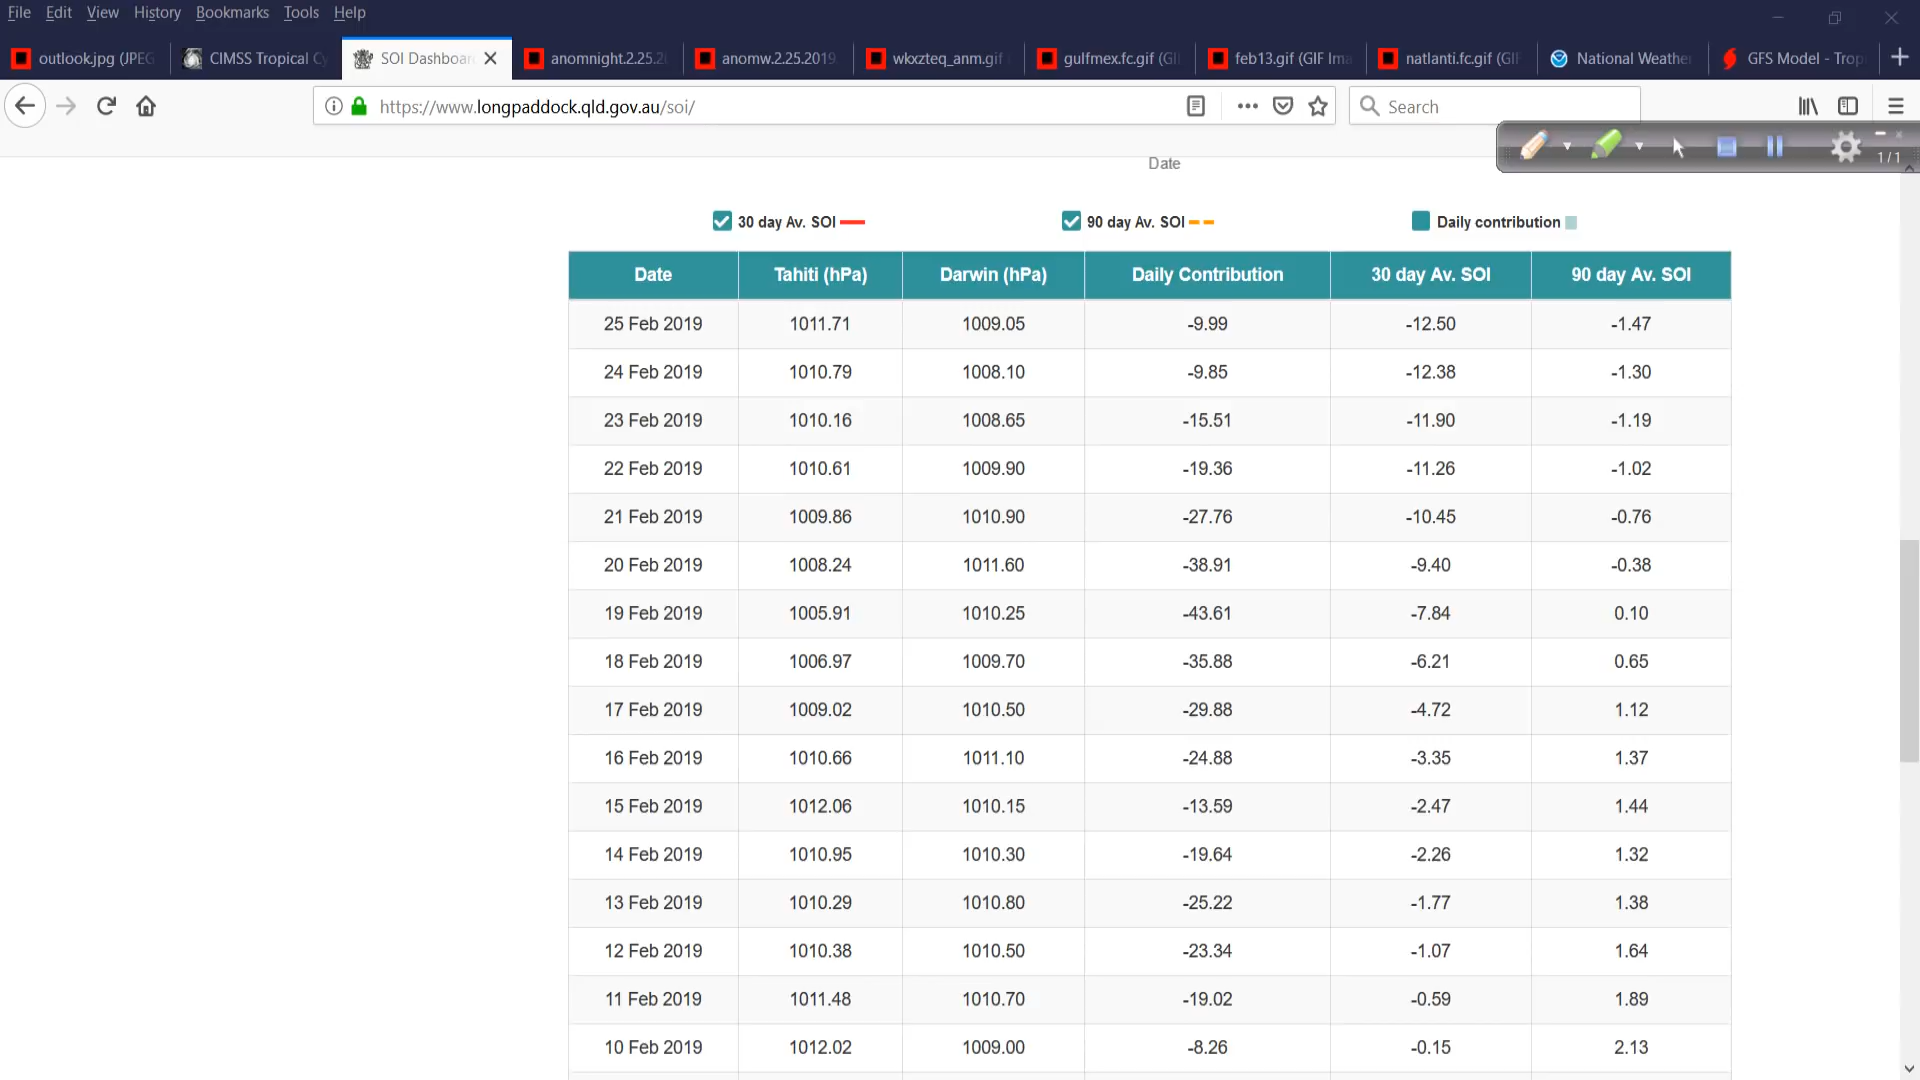 File Edit View History Bookmarks Tools Help
outlook.jpg (JPEG CIMSS Tropical Cy SOI Dashboar anomnight.2.25.2 anomw.2.25.2019 wkxzteq_anm.gif gulfmex.fc.gif (GI feb13.gif (GIF Ima natlanti.fc.gif (GIF National Weathe GFS Model - Trop
https://www.longpaddock.qld.gov.au/soi/ Search
1/1
Date
30 day Av. SOI 90 day Av. SOI Daily contribution
Date Tahiti (hPa) Darwin (hPa) Daily Contribution 30 day Av. SOI 90 day Av. SOI
25 Feb 2019 1011.71 1009.05 -9.99 -12.50 -1.47
24 Feb 2019 1010.79 1008.10 -9.85 -12.38 -1.30
23 Feb 2019 1010.16 1008.65 -15.51 -11.90 -1.19
22 Feb 2019 1010.61 1009.90 -19.36 -11.26 -1.02
21 Feb 2019 1009.86 1010.90 -27.76 -10.45 -0.76
20 Feb 2019 1008.24 1011.60 -38.91 -9.40 -0.38
19 Feb 2019 1005.91 1010.25 -43.61 -7.84 0.10
18 Feb 2019 1006.97 1009.70 -35.88 -6.21 0.65
17 Feb 2019 1009.02 1010.50 -29.88 -4.72 1.12
16 Feb 2019 1010.66 1011.10 -24.88 -3.35 1.37
15 Feb 2019 1012.06 1010.15 -13.59 -2.47 1.44
14 Feb 2019 1010.95 1010.30 -19.64 -2.26 1.32
13 Feb 2019 1010.29 1010.80 -25.22 -1.77 1.38
12 Feb 2019 1010.38 1010.50 -23.34 -1.07 1.64
11 Feb 2019 1011.48 1010.70 -19.02 -0.59 1.89
10 Feb 2019 1012.02 1009.00 -8.26 -0.15 2.13